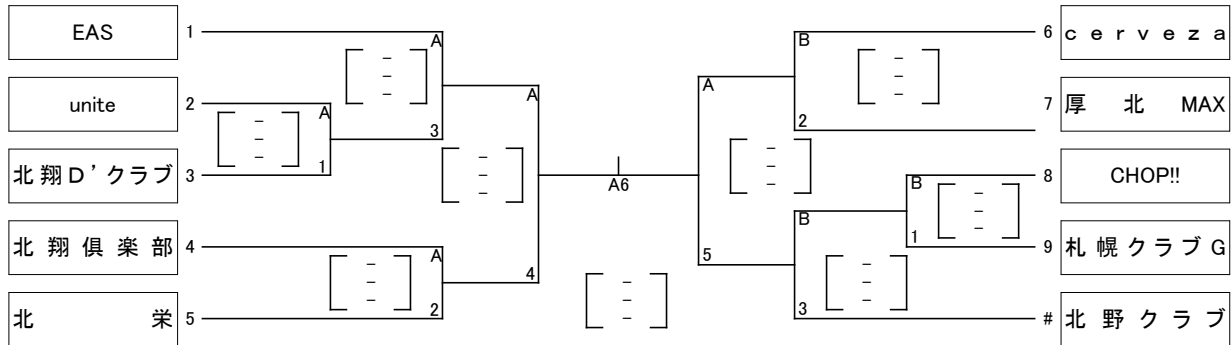 EAS 1
A
unite 2
A
3
1
北翔D’クラブ 3
A
北翔俱楽部 4
A
4
2
北栄 5
A6
6 cerveza
B
A
7 厚北 MAX
2
8 CHOP!!
B
B
1
9 札幌クラブG
5
3
# 北野クラブ